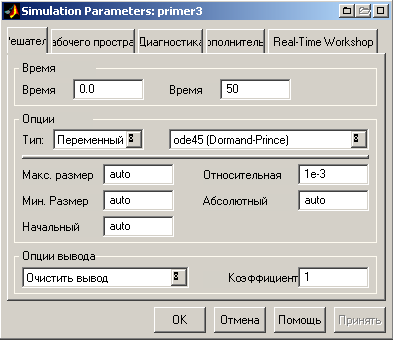 Simulation Parameters: primer3
Решател абочего простра Диагностика ополнитель Real-Time Workshop
Время
Время 0.0 Время 50
Опции
Тип: Переменный ode45 (Dormand-Prince)
Макс. размер auto Относительная 1e-3
Мин. Размер auto Абсолютный auto
Начальный auto
Опции вывода
Очистить вывод Коэффициент 1
OK Отмена Помощь Принять